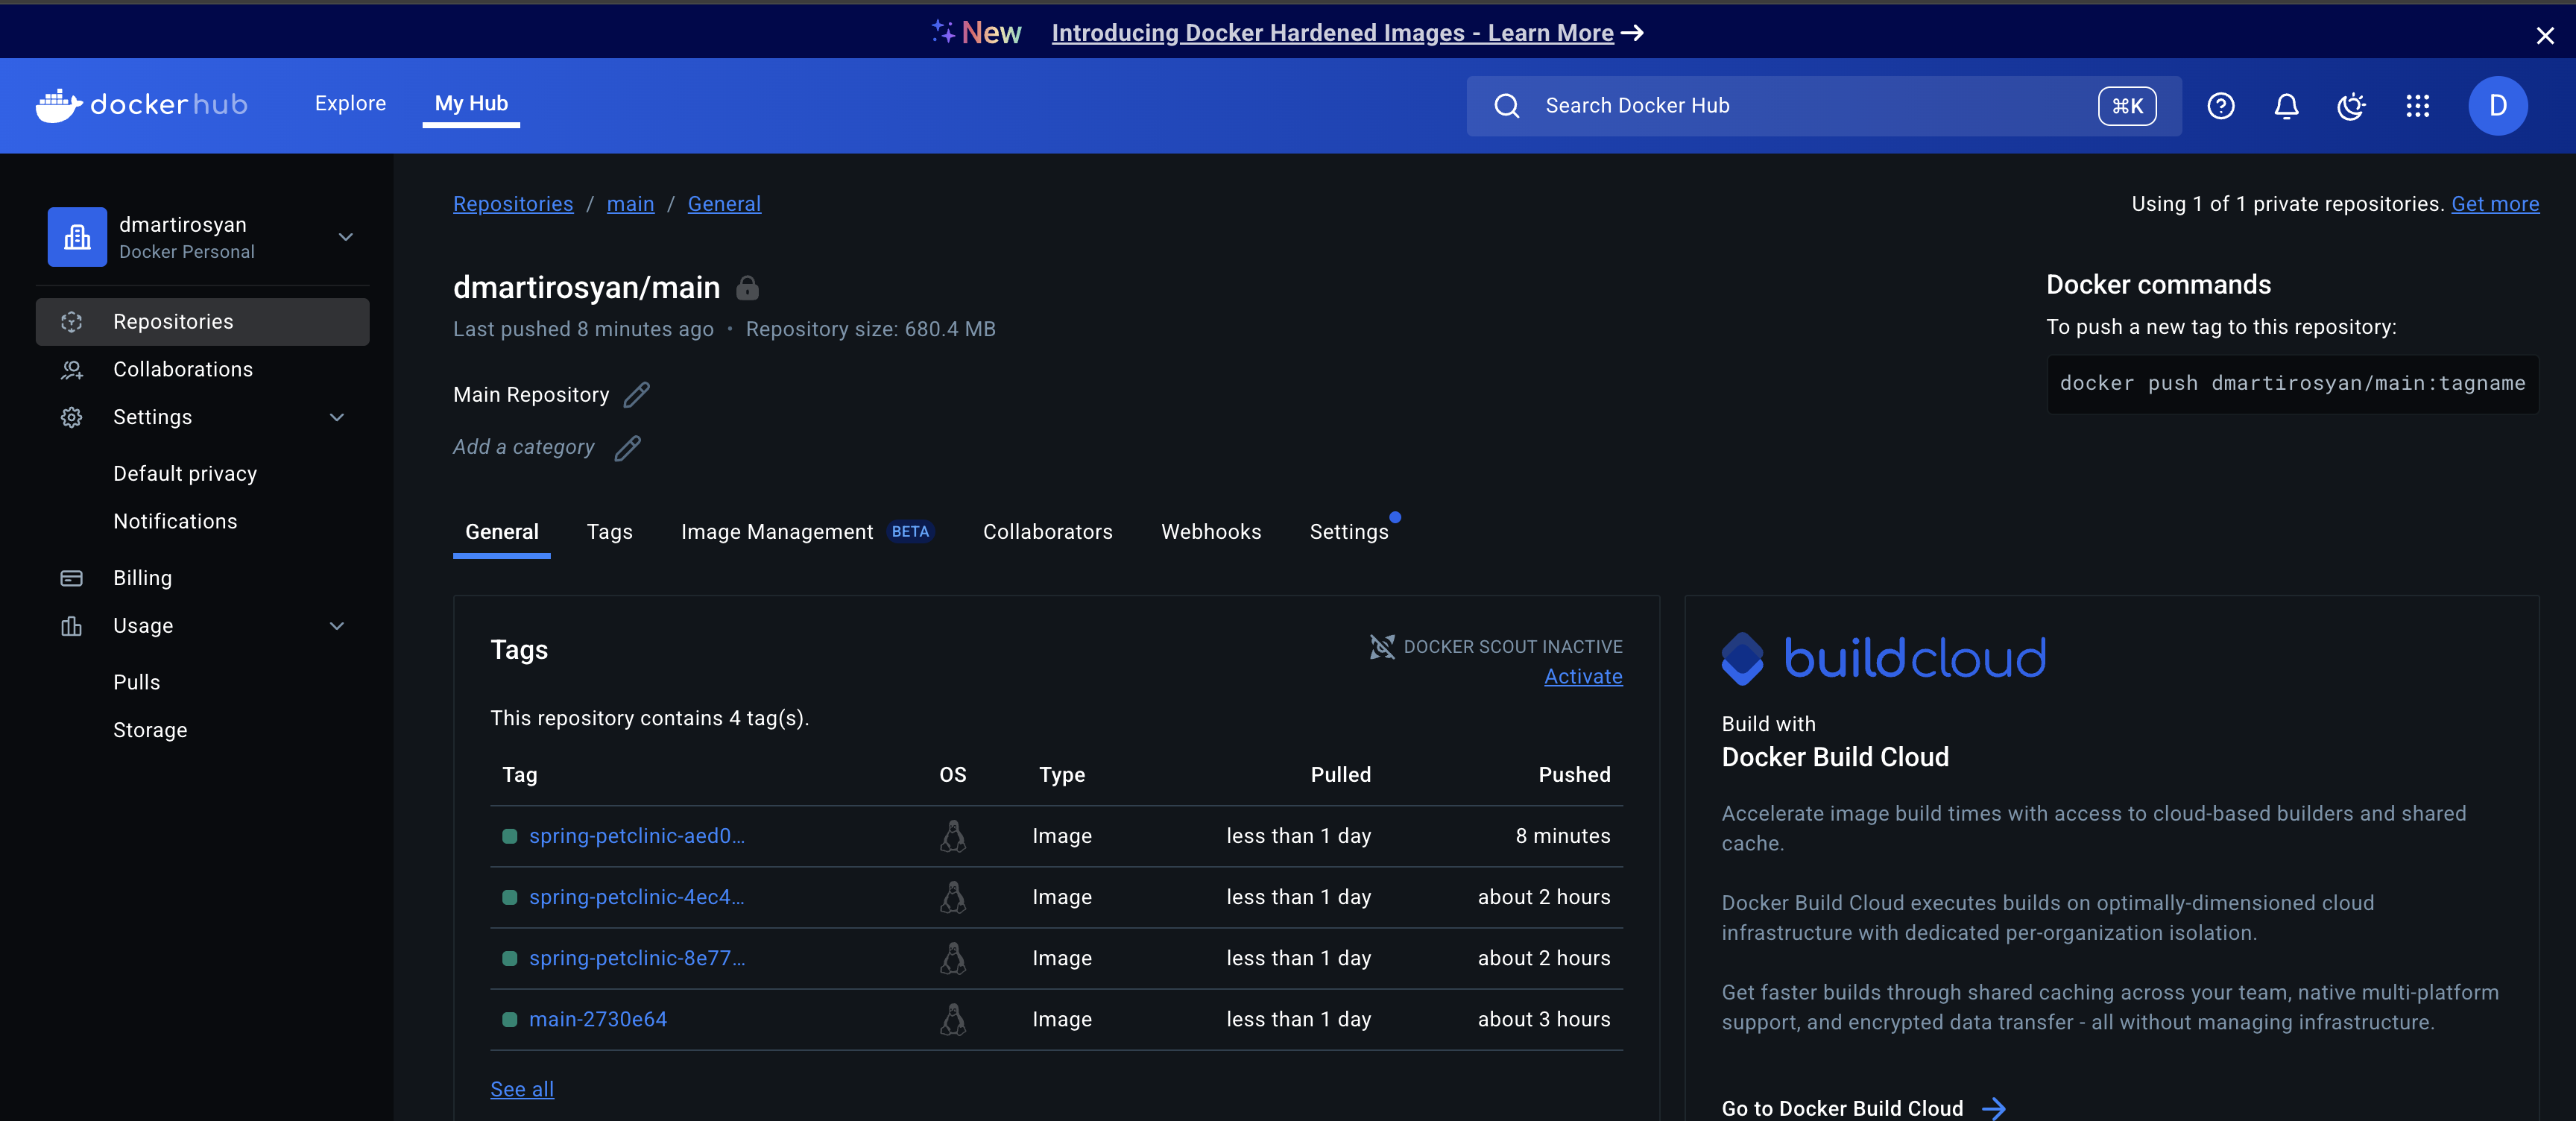 New Introducing Docker Hardened Images - Learn More
dockerhub
Explore
My Hub
Search Docker Hub
⌘K
D
dmartirosyan
Docker Personal
Repositories
Collaborations
Settings
Default privacy
Notifications
Billing
Usage
Pulls
Storage
Repositories / main / General
Using 1 of 1 private repositories. Get more
dmartirosyan/main
Last pushed 8 minutes ago • Repository size: 680.4 MB
Main Repository
Add a category
Docker commands
To push a new tag to this repository:
docker push dmartirosyan/main:tagname
General Tags Image Management BETA Collaborators Webhooks Settings
Tags
DOCKER SCOUT INACTIVE
Activate
This repository contains 4 tag(s).
Tag OS Type Pulled Pushed
spring-petclinic-aed0... Image less than 1 day 8 minutes
spring-petclinic-4ec4... Image less than 1 day about 2 hours
spring-petclinic-8e77... Image less than 1 day about 2 hours
main-2730e64 Image less than 1 day about 3 hours
See all
buildcloud
Build with
Docker Build Cloud
Accelerate image build times with access to cloud-based builders and shared
cache.
Docker Build Cloud executes builds on optimally-dimensioned cloud
infrastructure with dedicated per-organization isolation.
Get faster builds through shared caching across your team, native multi-platform
support, and encrypted data transfer - all without managing infrastructure.
Go to Docker Build Cloud